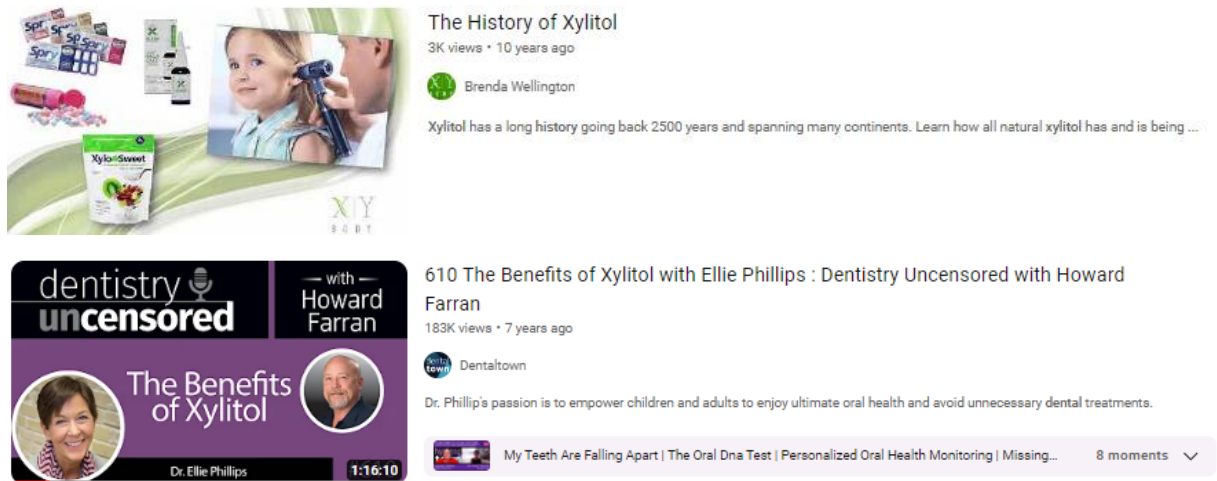 The History of Xylitol
3K views • 10 years ago
Brenda Wellington
Xylitol has a long history going back 2500 years and spanning many continents. Learn how all natural xylitol has and is being ...
Spry
Spry
Spry
Xylo Sweet
X Y
BODY
610 The Benefits of Xylitol with Ellie Phillips : Dentistry Uncensored with Howard
Farran
183K views • 7 years ago
dental
town
Dentaltown
Dr. Phillip's passion is to empower children and adults to enjoy ultimate oral health and avoid unnecessary dental treatments.
My Teeth Are Falling Apart | The Oral Dna Test | Personalized Oral Health Monitoring | Missing...
8 moments
dentistry
uncensored
with
Howard
Farran
The Benefits
of Xylitol
Dr. Ellie Phillips
1:16:10